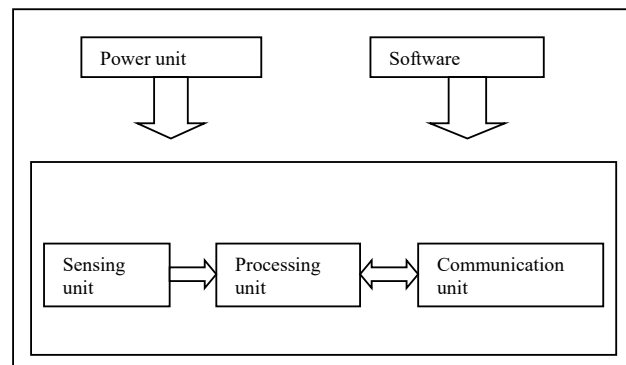 Power unit
Software
Sensing
unit
Processing
unit
Communication
unit